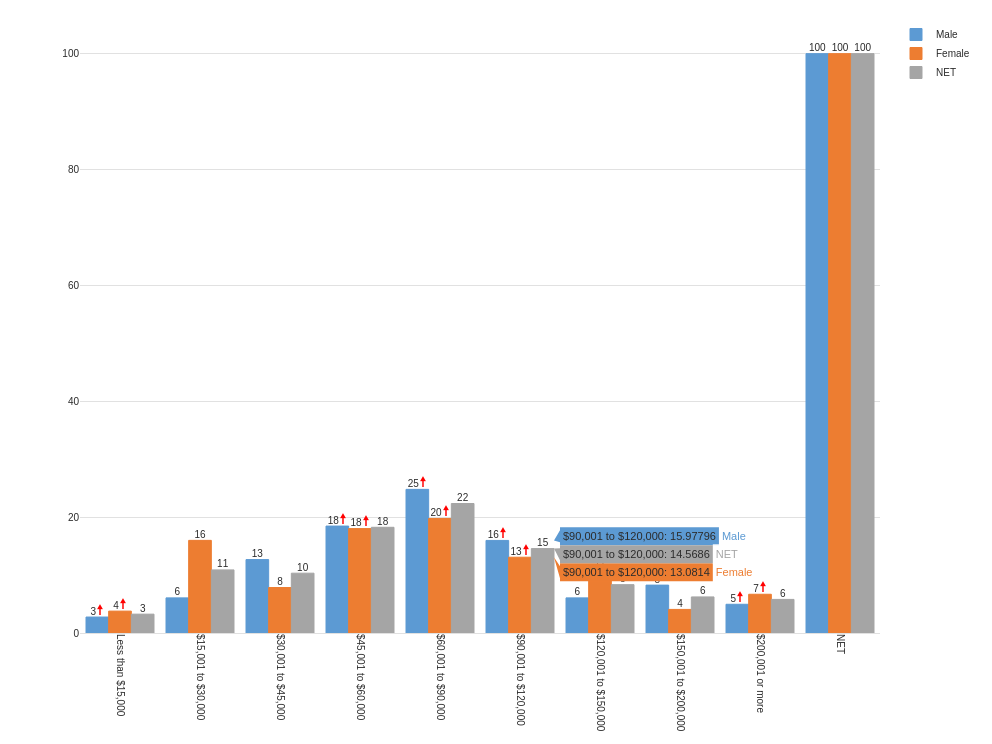 Male
Female
NET
100
80
60
40
20
0
3 4 3
6 16 11
13 8 10
18 18 18
25 20 22
16 13 15
6
4 6
5 7 6
100 100 100
$90,001 to $120,000: 15.97796 Male
$90,001 to $120,000: 14.5686 NET
$90,001 to $120,000: 13.0814 Female
Less than $15,000
$15,001 to $30,000
$30,001 to $45,000
$45,001 to $60,000
$60,001 to $90,000
$90,001 to $120,000
$120,001 to $150,000
$150,001 to $200,000
$200,001 or more
NET